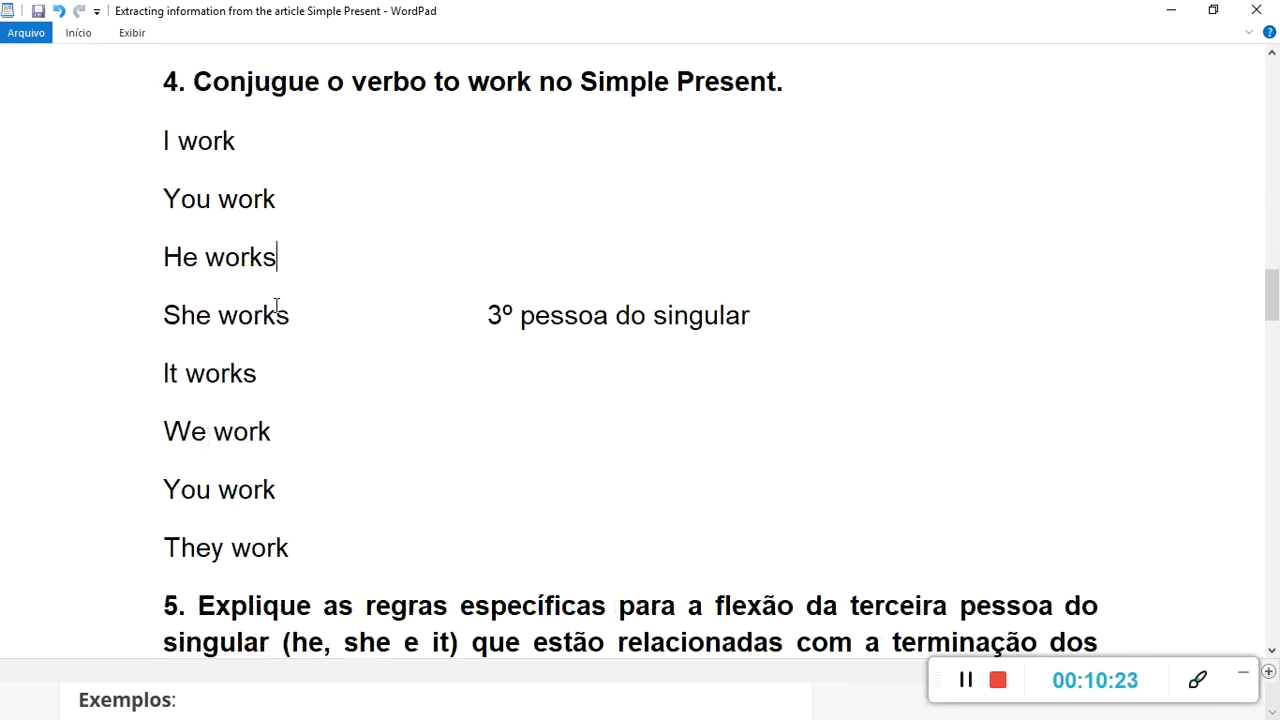 Extracting information from the article Simple Present - WordPad
Arquivo Início Exibir
4. Conjugue o verbo to work no Simple Present.
I work
You work
He works
She works 3º pessoa do singular
It works
We work
You work
They work
5. Explique as regras específicas para a flexão da terceira pessoa do
singular (he, she e it) que estão relacionadas com a terminação dos
00:10:23
Exemplos: